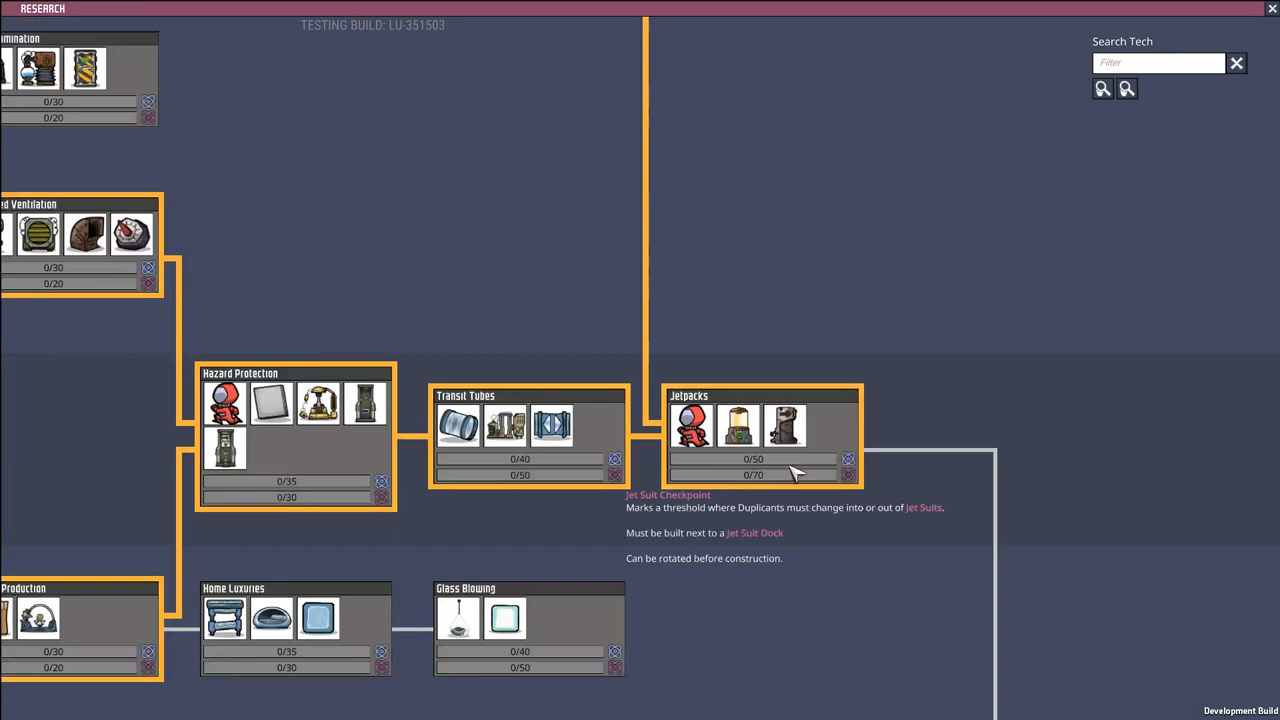 RESEARCH
TESTING BUILD: LU-351503
Search Tech
Filter
umination
0/30
0/20
ed Ventilation
0/30
0/20
Hazard Protection
0/35
0/30
Transit Tubes
0/40
0/50
Jetpacks
0/50
0/70
Jet Suit Checkpoint
Marks a threshold where Duplicants must change into or out of Jet Suits.
Must be built next to a Jet Suit Dock
Can be rotated before construction.
Production
0/30
0/20
Home Luxuries
0/35
0/30
Glass Blowing
0/40
0/50
Development Build